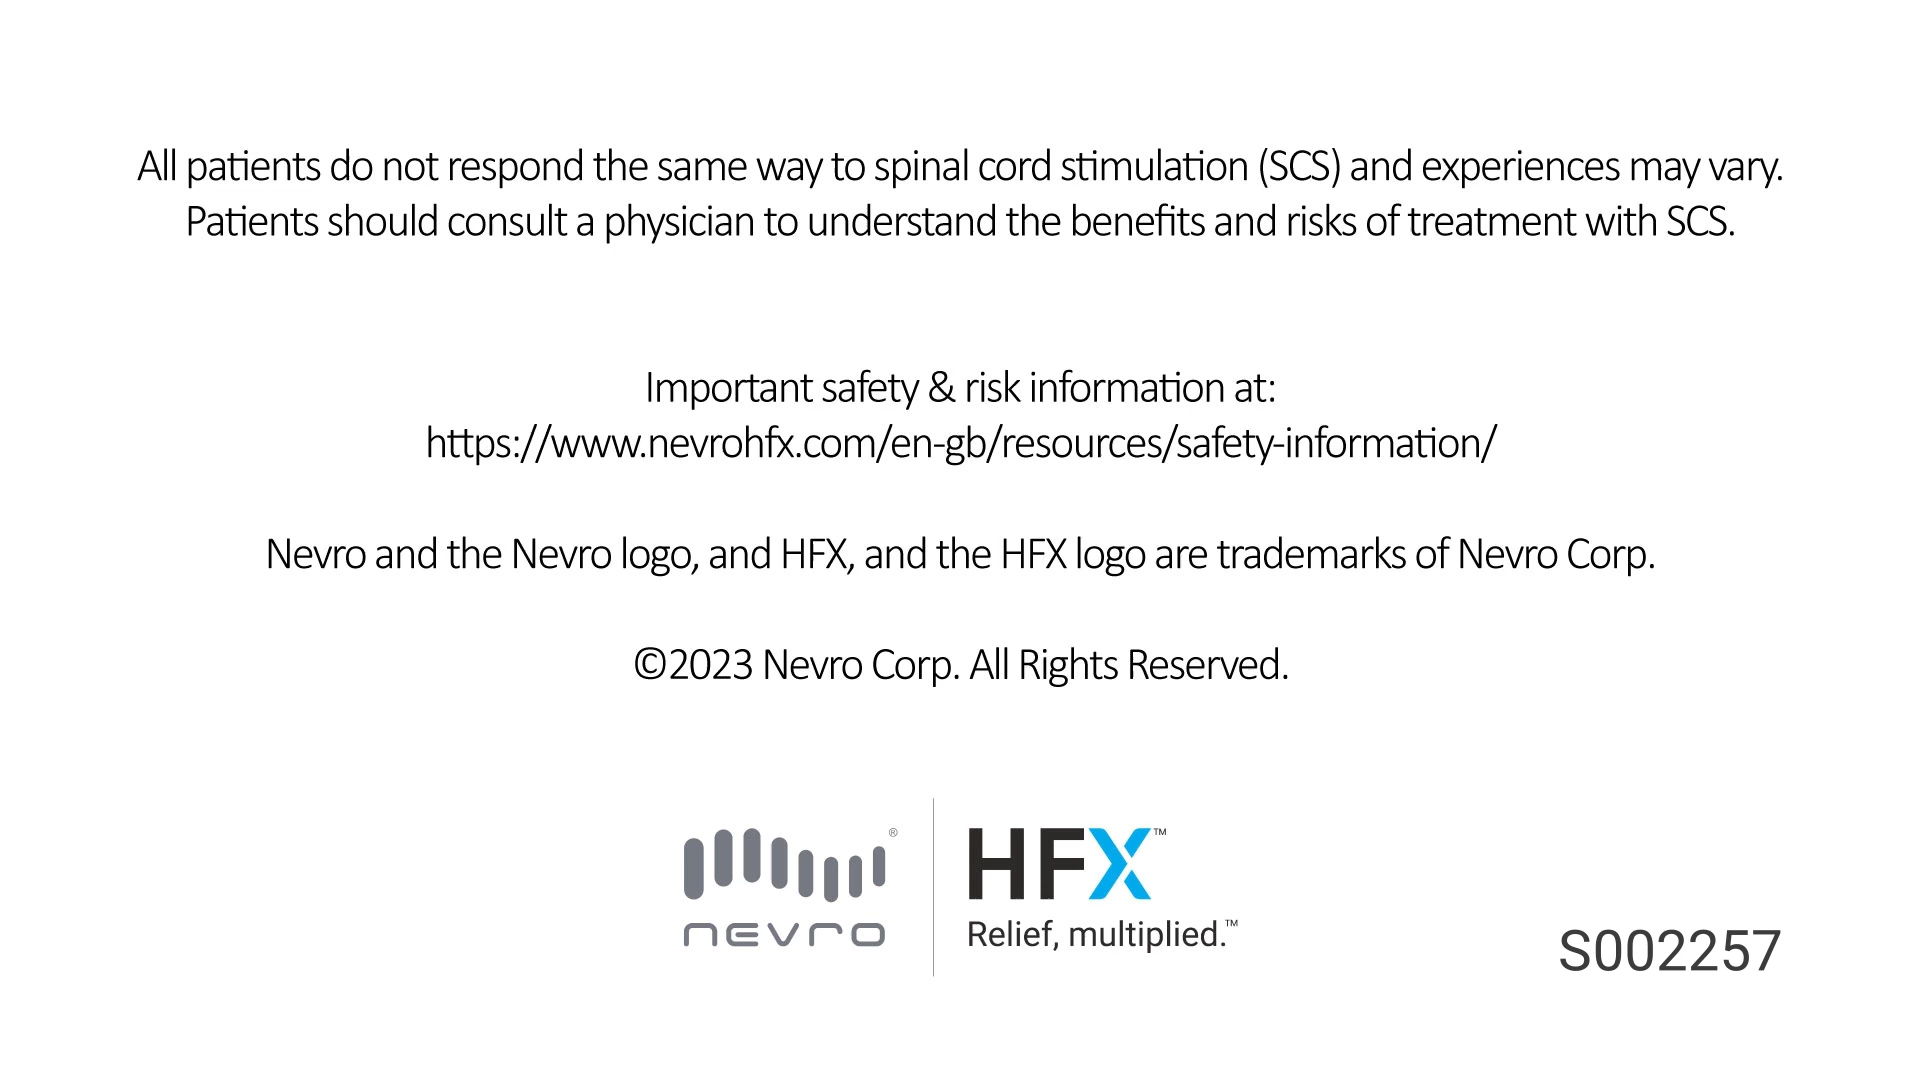 All patients do not respond the same way to spinal cord stimulation (SCS) and experiences may vary.
Patients should consult a physician to understand the benefits and risks of treatment with SCS.
Important safety & risk information at:
https://www.nevrohfx.com/en-gb/resources/safety-information/
Nevro and the Nevro logo, and HFX, and the HFX logo are trademarks of Nevro Corp.
©2023 Nevro Corp. All Rights Reserved.
®
nevro
HFX™
Relief, multiplied.™
S002257